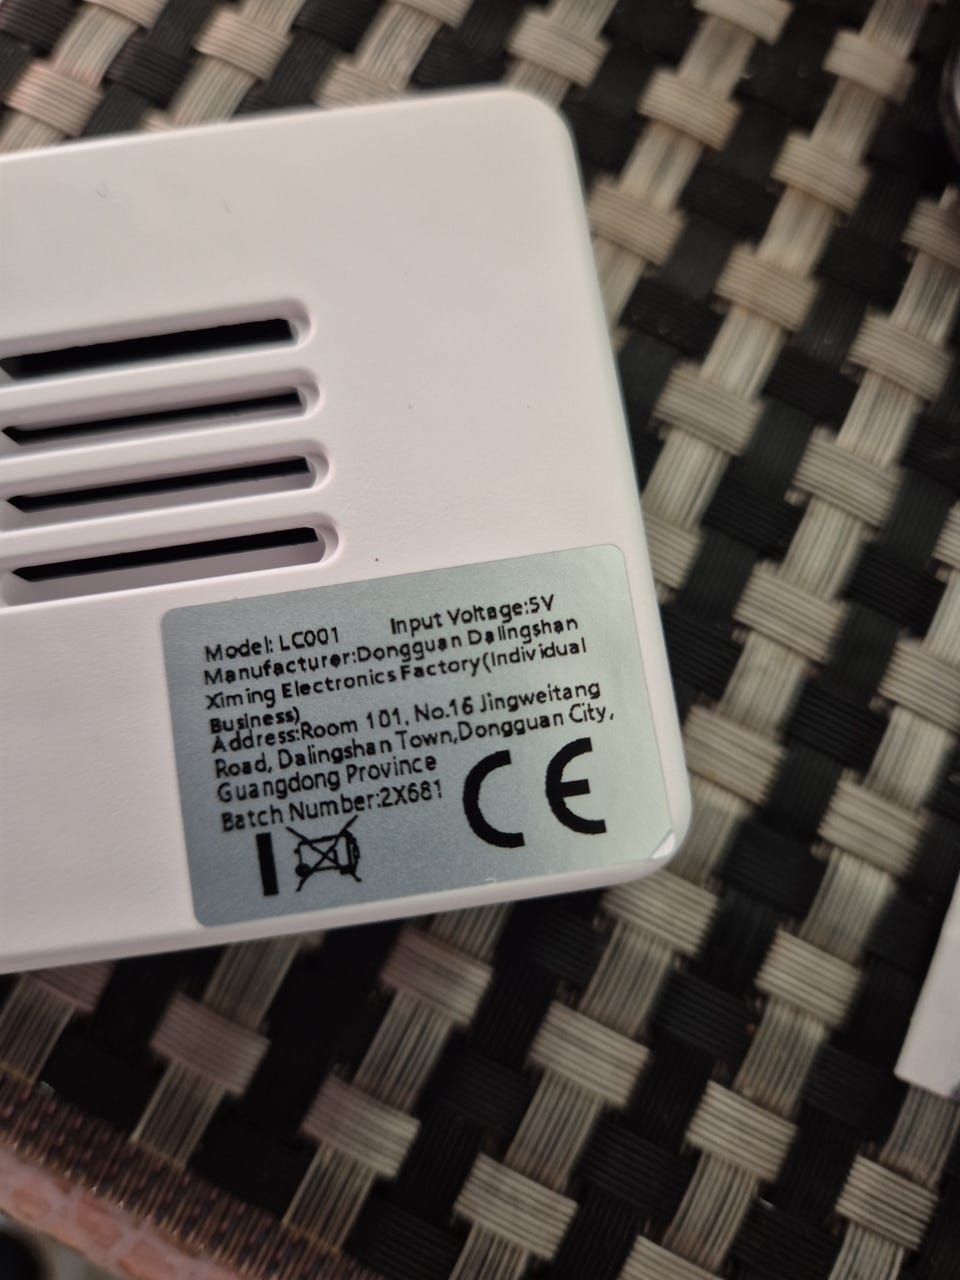 Model: LC001 Input Voltage:5V
Manufacturer:Dongguan Dalingshan
Ximing Electronics Factory(Individual
Business)
Address:Room 101, No.16 Jingweitang
Road, Dalingshan Town,Dongguan City,
Guangdong Province
Batch Number:2X681
CE